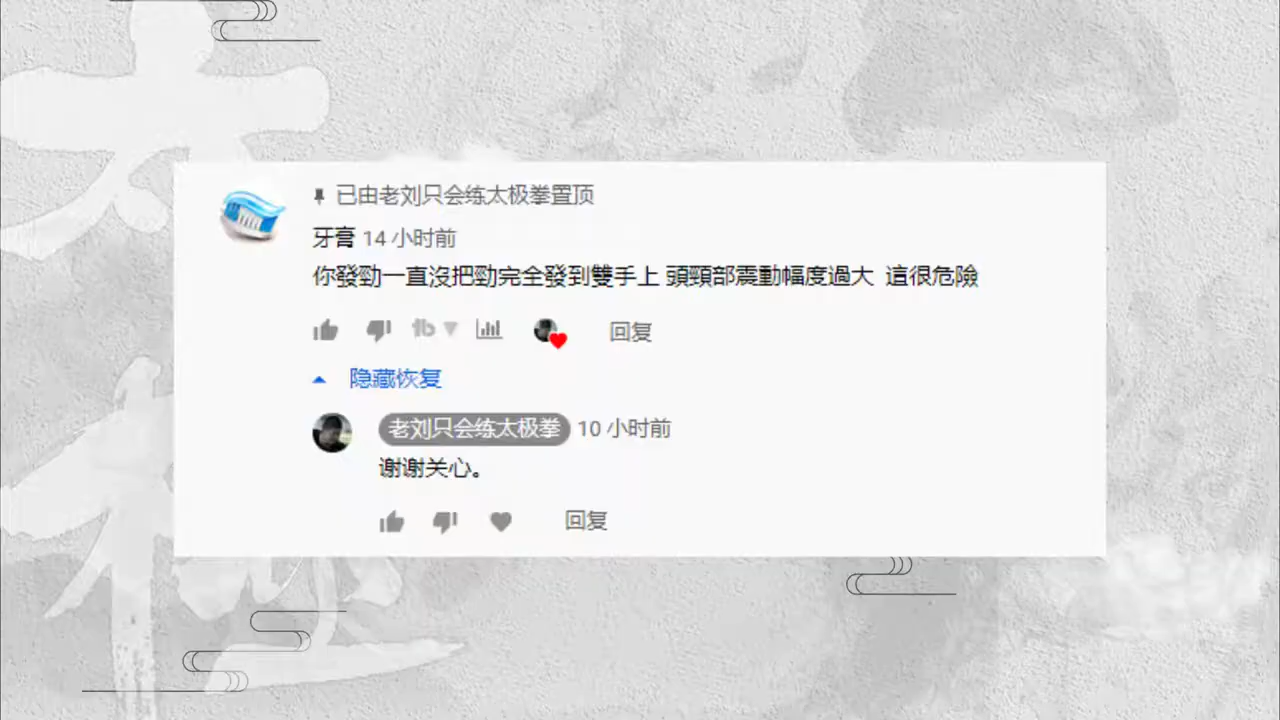 已由老刘只会练太极拳置顶
牙膏 14 小时前
你發勁一直沒把勁完全發到雙手上 頭頸部震動幅度過大 這很危險
回复
隐藏恢复
老刘只会练太极拳 10 小时前
谢谢关心。
回复